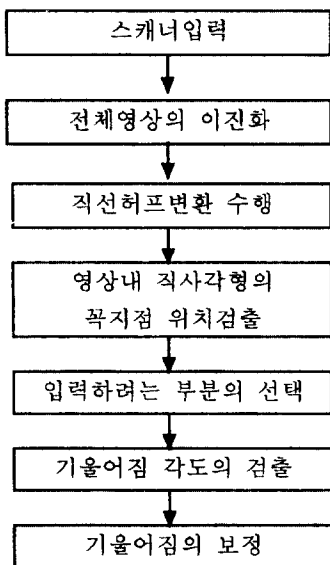 스캐너입력
전체영상의 이진화
직선허프변환 수행
영상내 직사각형의
꼭지점 위치검출
입력하려는 부분의 선택
기울어짐 각도의 검출
기울어짐의 보정